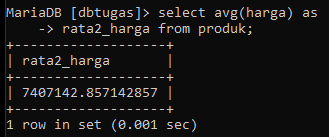 MariaDB [dbtugas]> select avg(harga) as
    -> rata2_harga from produk;
+-------------------+
| rata2_harga       |
+-------------------+
| 7407142.857142857 |
+-------------------+
1 row in set (0.001 sec)